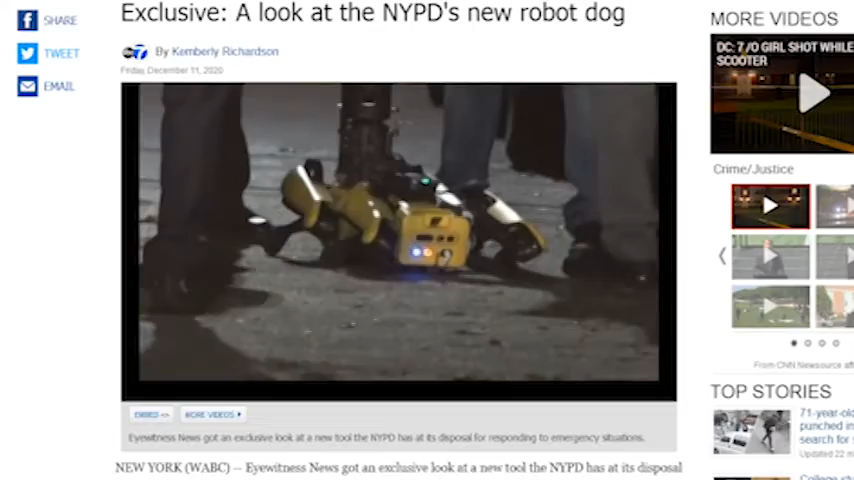 Exclusive: A look at the NYPD's new robot dog
SHARE
TWEET
EMAIL
7
By Kemberly Richardson
Friday, December 11, 2020
EMBED <>
MORE VIDEOS
Eyewitness News got an exclusive look at a new tool the NYPD has at its disposal for responding to emergency situations.
NEW YORK (WABC) -- Eyewitness News got an exclusive look at a new tool the NYPD has at its disposal
MORE VIDEOS
DC: 7 /O GIRL SHOT WHILE
SCOOTER
Crime/Justice
From CNN Newsource
TOP STORIES
71-year-old
punched in
search for
Updated 22 m